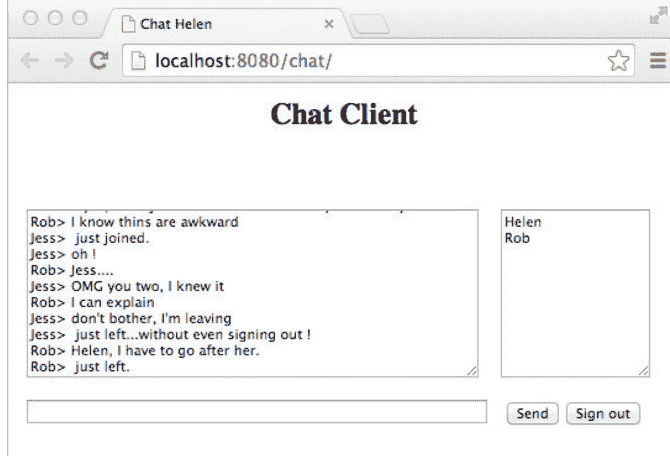 Chat Helen
localhost:8080/chat/
Chat Client
Rob> I know thins are awkward
Jess> just joined.
Jess> oh !
Rob> Jess....
Jess> OMG you two, I knew it
Rob> I can explain
Jess> don't bother, I'm leaving
Jess> just left...without even signing out !
Rob> Helen, I have to go after her.
Rob> just left.
Helen
Rob
Send
Sign out